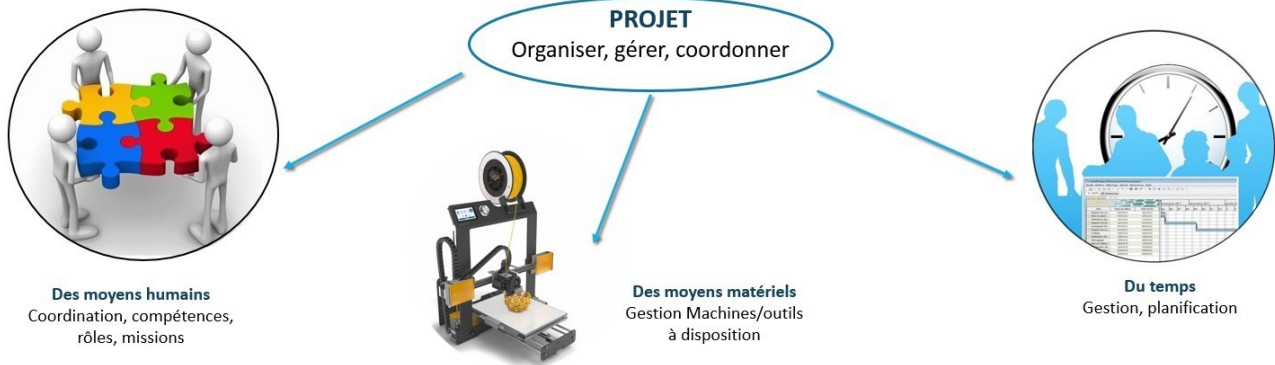 PROJET
Organiser, gérer, coordonner
Des moyens humains
Coordination, compétences,
rôles, missions
Des moyens matériels
Gestion Machines/outils
à disposition
Du temps
Gestion, planification